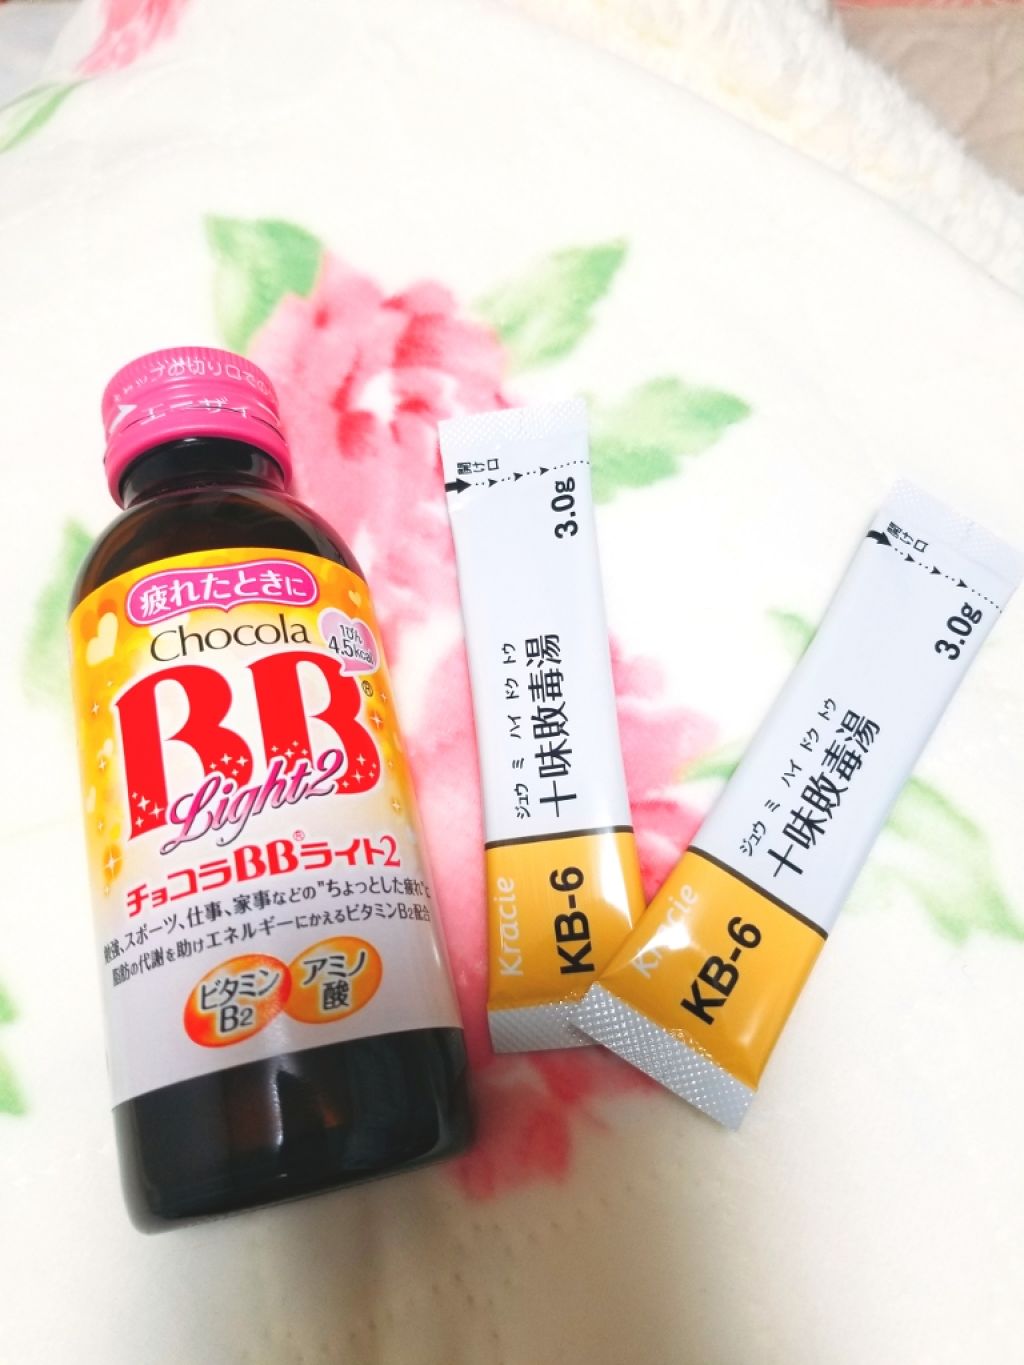 エーザイ
疲れたときに
Chocola
1びん
4.5kcal
BB®
Light2
チョコラBB®ライト2
勉強、スポーツ、仕事、家事などの"ちょっとした疲れ"に
脂肪の代謝を助けエネルギーにかえるビタミンB2配合
ビタミン
B2
アミノ
酸
開け口
3.0g
ジュウ ミ ハイ ドク トウ
十味敗毒湯
Kracie
KB-6
開け口
3.0g
ジュウ ミ ハイ ドク トウ
十味敗毒湯
Kracie
KB-6